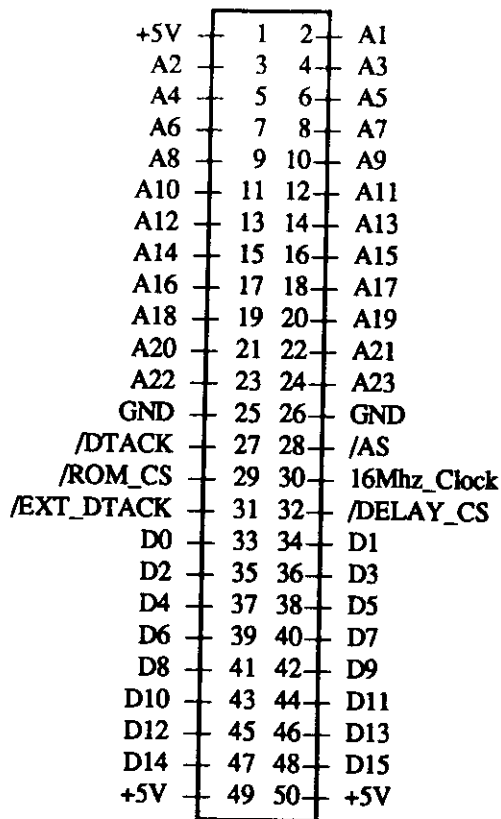 +5V 1 2 A1
A2 3 4 A3
A4 5 6 A5
A6 7 8 A7
A8 9 10 A9
A10 11 12 A11
A12 13 14 A13
A14 15 16 A15
A16 17 18 A17
A18 19 20 A19
A20 21 22 A21
A22 23 24 A23
GND 25 26 GND
/DTACK 27 28 /AS
/ROM_CS 29 30 16Mhz_Clock
/EXT_DTACK 31 32 /DELAY_CS
D0 33 34 D1
D2 35 36 D3
D4 37 38 D5
D6 39 40 D7
D8 41 42 D9
D10 43 44 D11
D12 45 46 D13
D14 47 48 D15
+5V 49 50 +5V